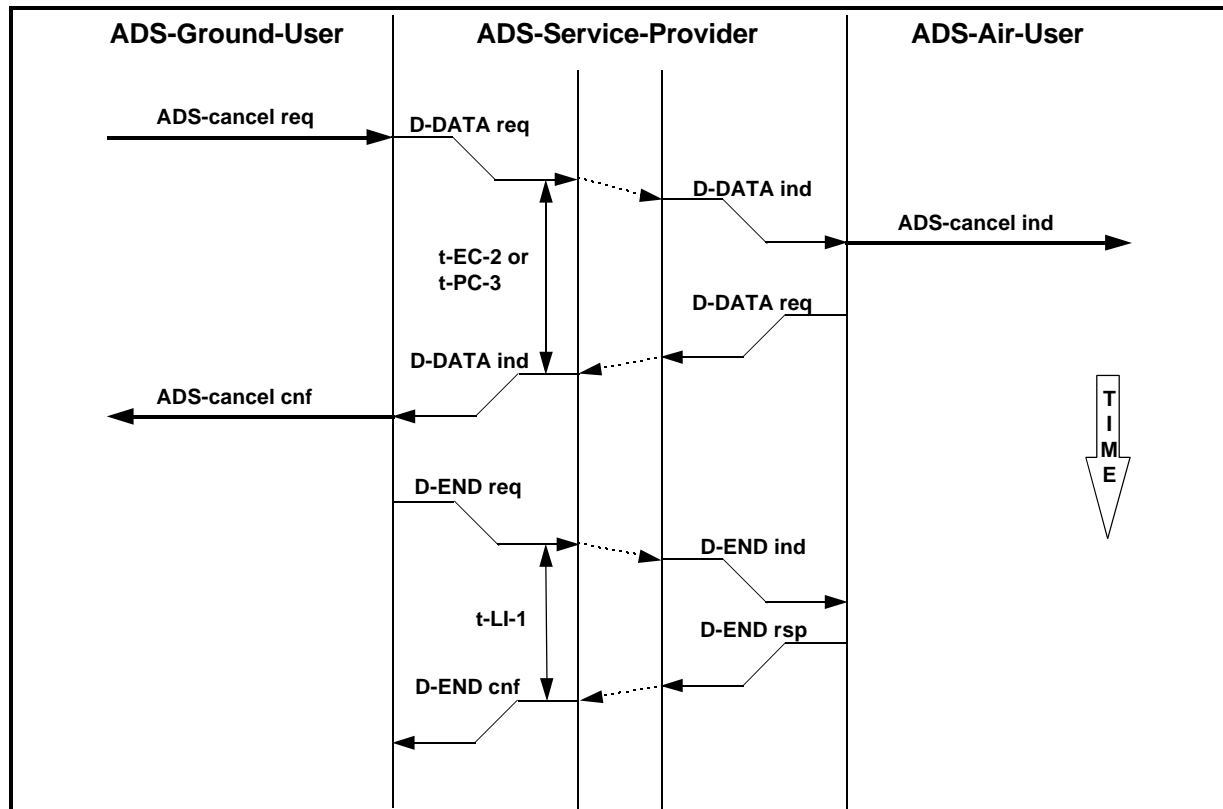 ADS-Ground-User
ADS-Service-Provider
ADS-Air-User
ADS-cancel req
D-DATA req
D-DATA ind
ADS-cancel ind
t-EC-2 or
t-PC-3
D-DATA req
D-DATA ind
ADS-cancel cnf
T
I
M
E
D-END req
D-END ind
t-LI-1
D-END rsp
D-END cnf